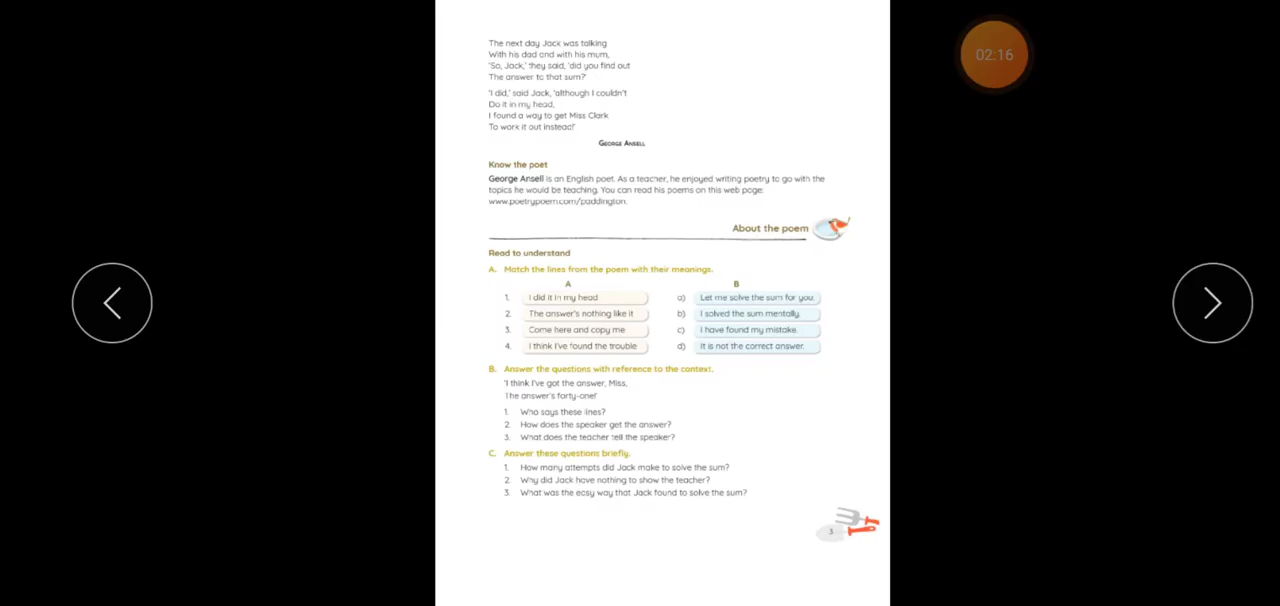 02:16
The next day Jack was talking
With his dad and with his mum,
'So, Jack,' they said, 'did you find out
The answer to that sum?'
'I did,' said Jack, 'although I couldn't
Do it in my head,
I found a way to get Miss Clark
To work it out instead!'
GEORGE ANSELL
Know the poet
George Ansell is an English poet. As a teacher, he enjoyed writing poetry to go with the
topics he would be teaching. You can read his poems on this web page:
www.poetrypoem.com/paddington.
About the poem
Read to understand
A. Match the lines from the poem with their meanings.
A B
1. I did it in my head a) Let me solve the sum for you.
2. The answer's nothing like it b) I solved the sum mentally.
3. Come here and copy me c) I have found my mistake.
4. I think I've found the trouble d) It is not the correct answer.
B. Answer the questions with reference to the context.
'I think I've got the answer, Miss,
The answer's forty-one!'
1. Who says these lines?
2. How does the speaker get the answer?
3. What does the teacher tell the speaker?
C. Answer these questions briefly.
1. How many attempts did Jack make to solve the sum?
2. Why did Jack have nothing to show the teacher?
3. What was the easy way that Jack found to solve the sum?
3